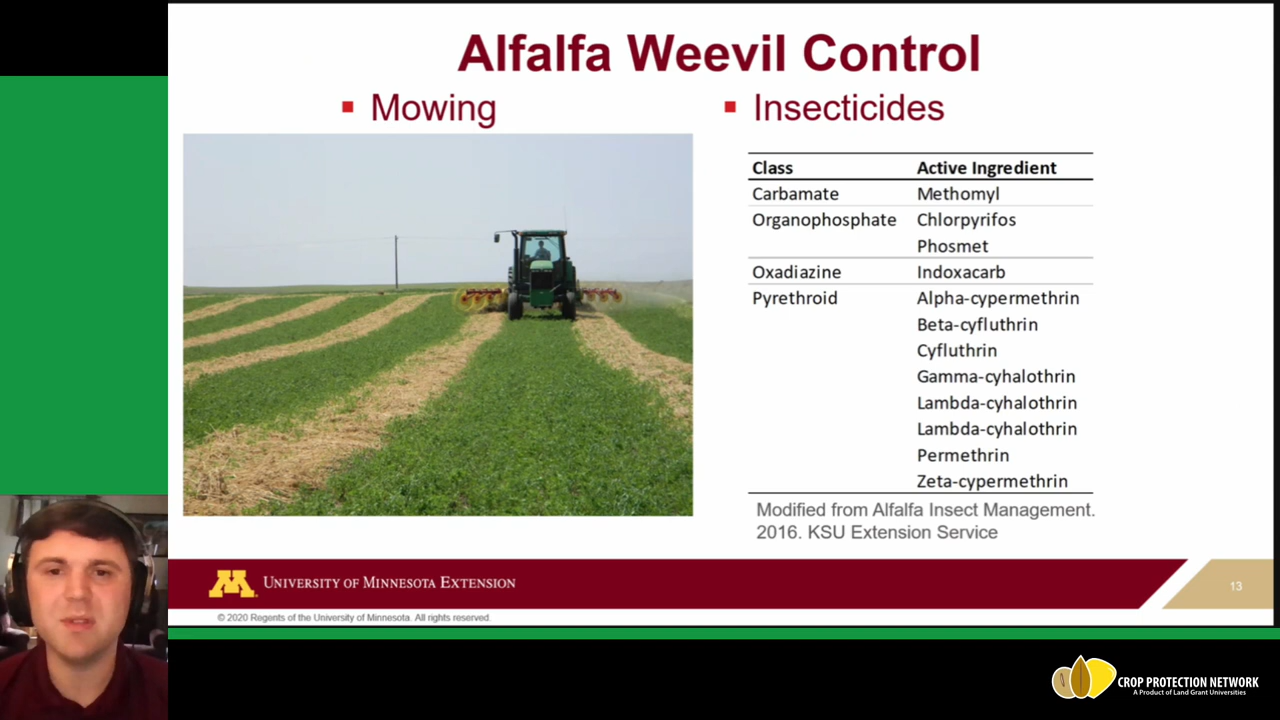 Alfalfa Weevil Control
▪ Mowing
▪ Insecticides
Class Active Ingredient
Carbamate Methomyl
Organophosphate Chlorpyrifos
Phosmet
Oxadiazine Indoxacarb
Pyrethroid Alpha-cypermethrin
Beta-cyfluthrin
Cyfluthrin
Gamma-cyhalothrin
Lambda-cyhalothrin
Lambda-cyhalothrin
Permethrin
Zeta-cypermethrin
Modified from Alfalfa Insect Management.
2016. KSU Extension Service
M University of Minnesota Extension
13
© 2020 Regents of the University of Minnesota. All rights reserved.
CROP PROTECTION NETWORK
A Product of Land Grant Universities